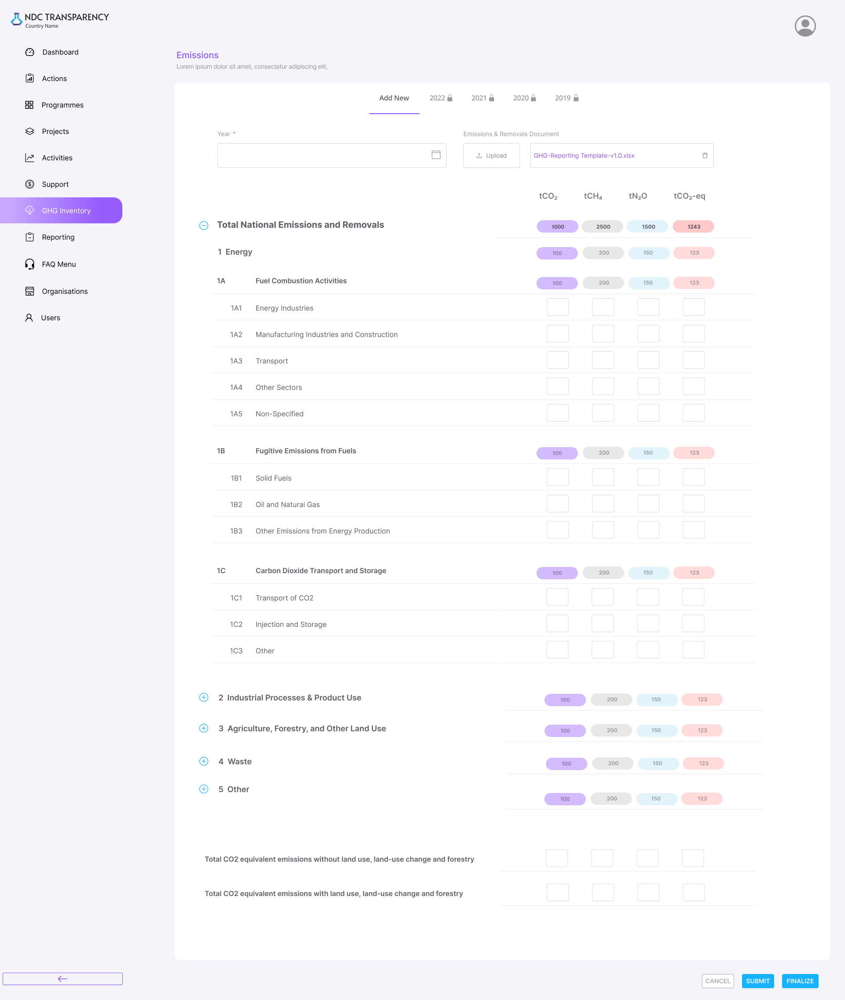 NDC TRANSPARENCY
Country Name
Dashboard
Actions
Programmes
Projects
Activities
Support
GHG Inventory
Reporting
FAQ Menu
Organisations
Users
Emissions
Lorem ipsum dolor sit amet, consectetur adipiscing elit,
Add New 2022 2021 2020 2019
Year * Emissions & Removals Document
Upload GHG-Reporting Template-v1.0.xlsx
tCO₂ tCH₄ tN₂O tCO₂-eq
Total National Emissions and Removals 1000 2500 1500 1243
1 Energy 100 200 150 123
1A Fuel Combustion Activities 100 200 150 123
1A1 Energy Industries
1A2 Manufacturing Industries and Construction
1A3 Transport
1A4 Other Sectors
1A5 Non-Specified
1B Fugitive Emissions from Fuels 100 200 150 123
1B1 Solid Fuels
1B2 Oil and Natural Gas
1B3 Other Emissions from Energy Production
1C Carbon Dioxide Transport and Storage 100 200 150 123
1C1 Transport of CO2
1C2 Injection and Storage
1C3 Other
2 Industrial Processes & Product Use 100 200 150 123
3 Agriculture, Forestry, and Other Land Use 100 200 150 123
4 Waste 100 200 150 123
5 Other 100 200 150 123
Total CO2 equivalent emissions without land use, land-use change and forestry
Total CO2 equivalent emissions with land use, land-use change and forestry
CANCEL SUBMIT FINALIZE